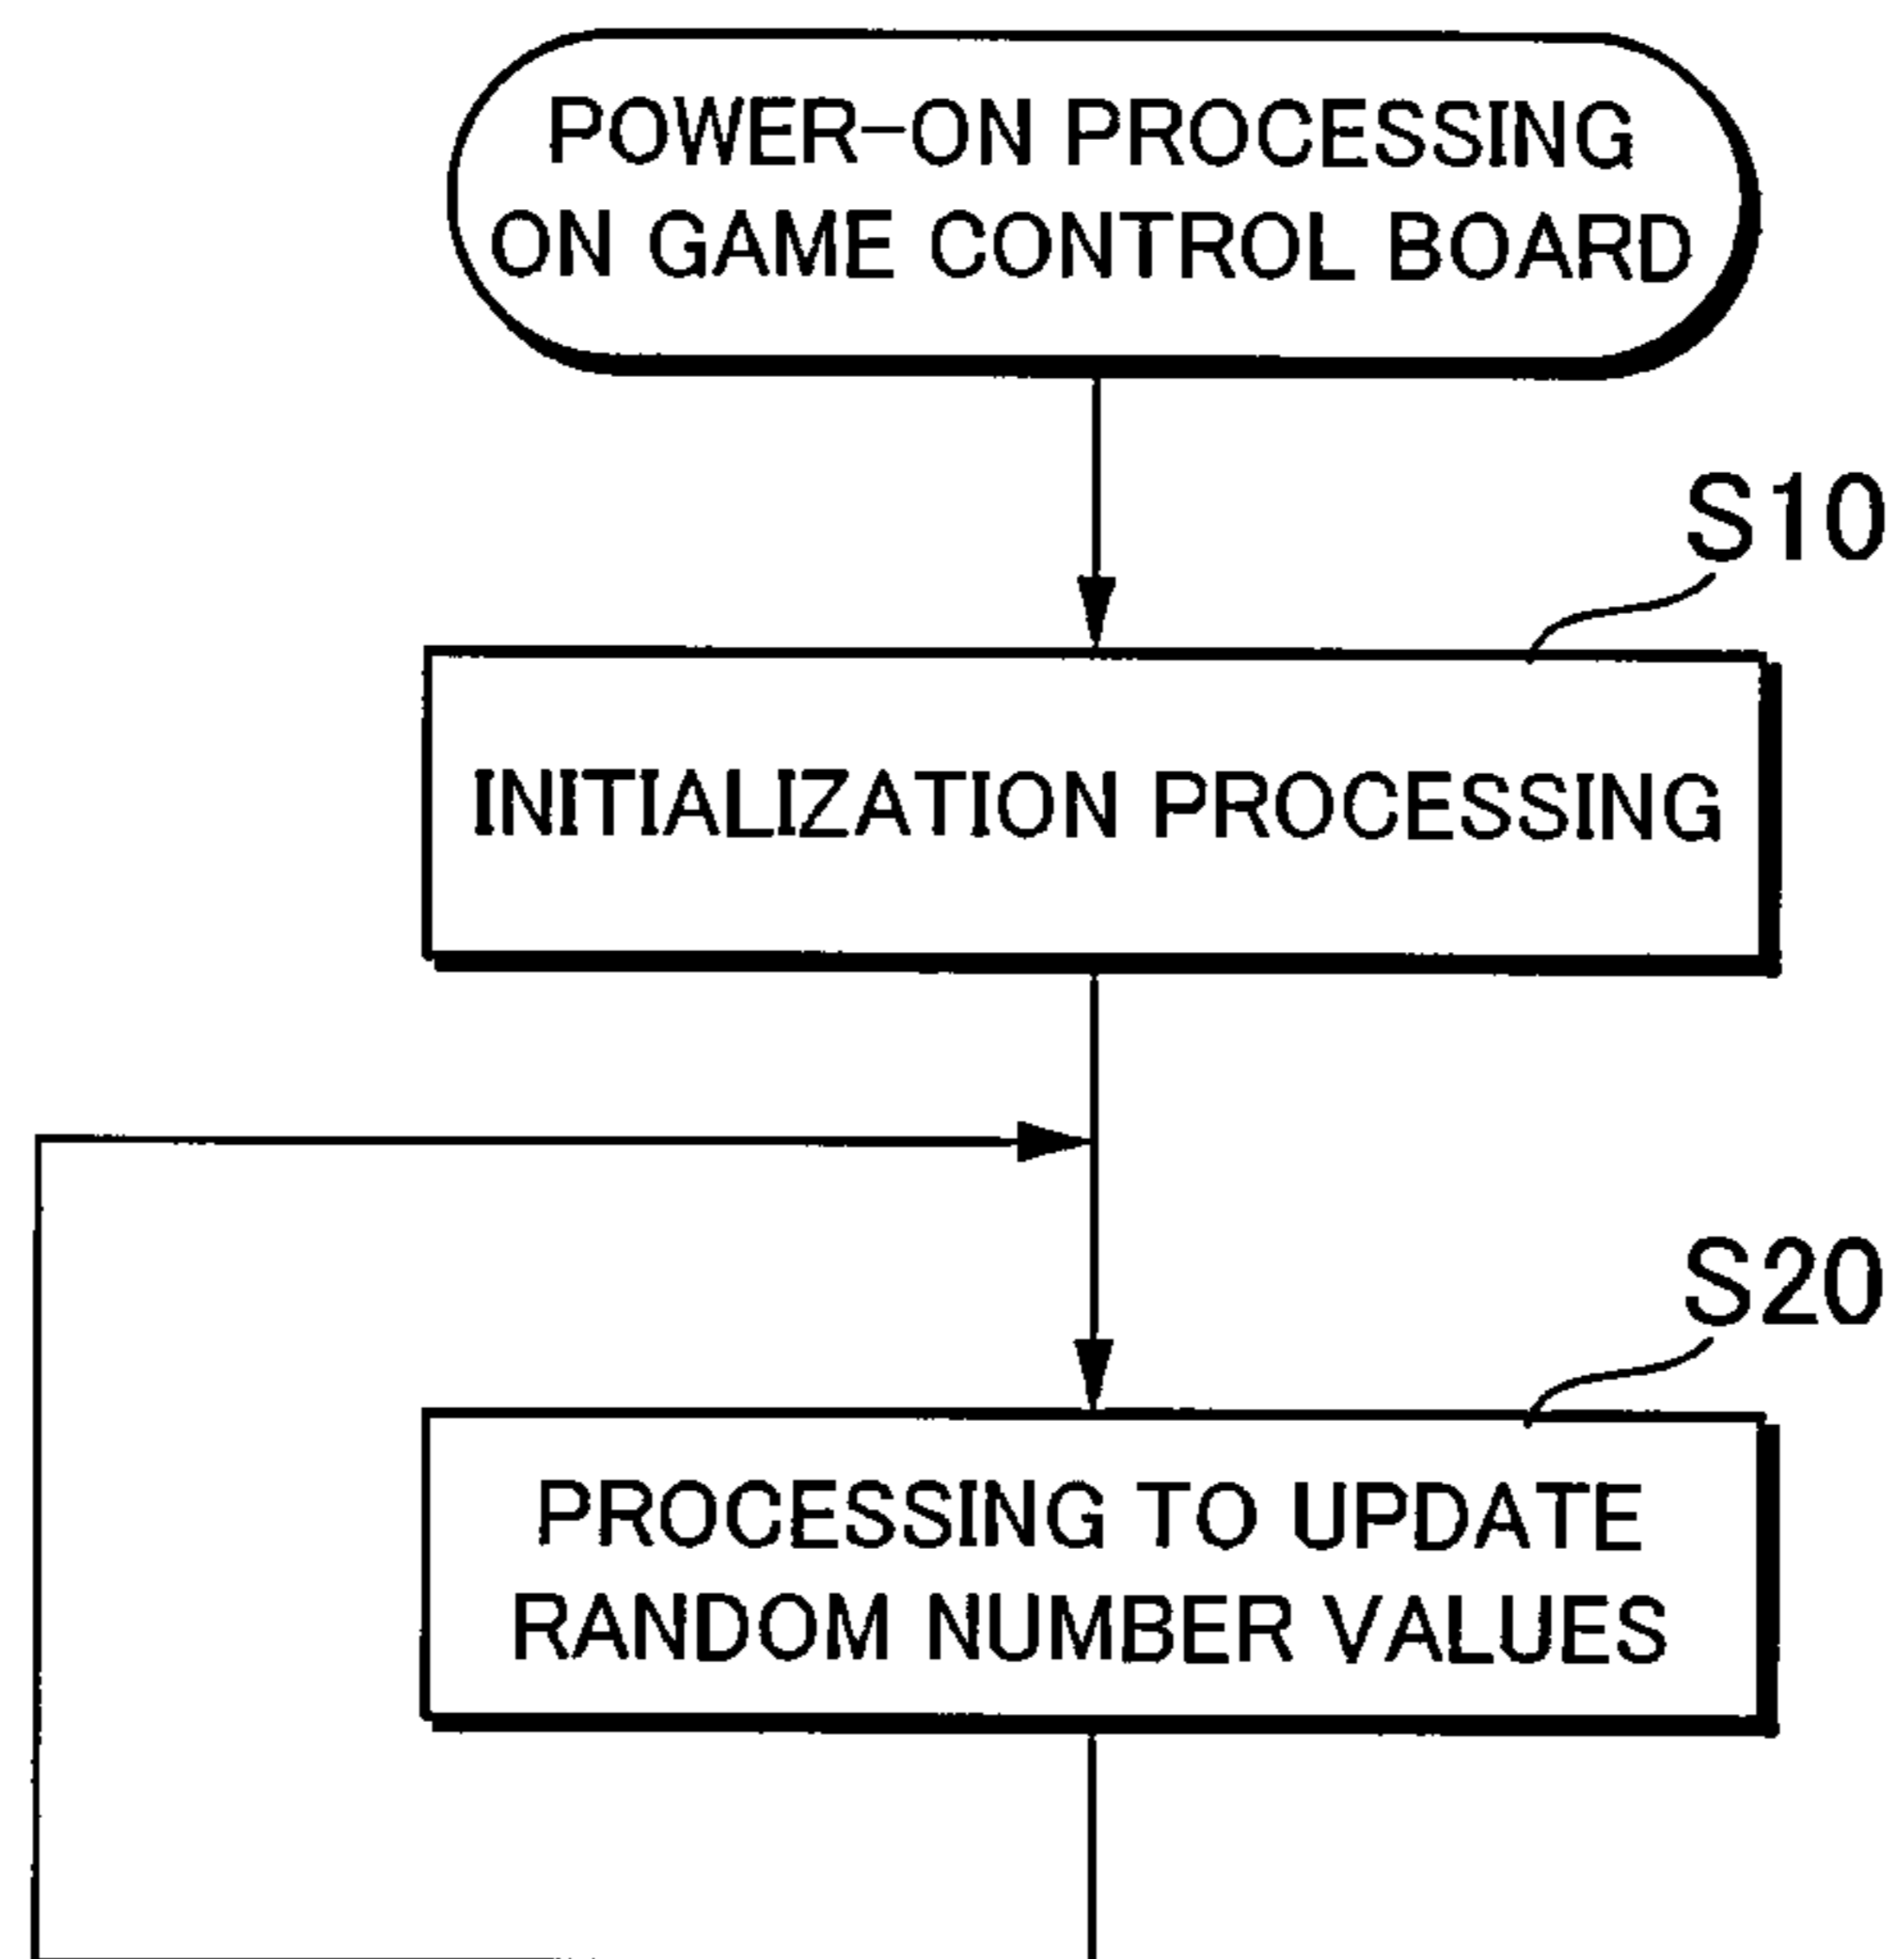 POWER-ON PROCESSING
ON GAME CONTROL BOARD
S10
INITIALIZATION PROCESSING
S20
PROCESSING TO UPDATE
RANDOM NUMBER VALUES